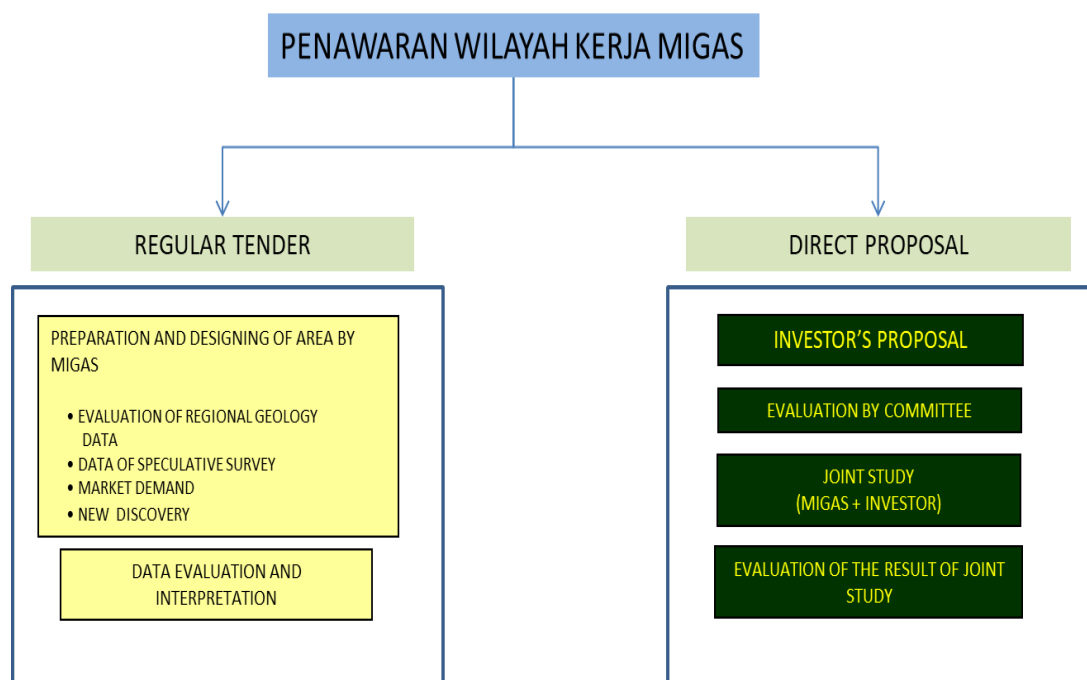 PENAWARAN WILAYAH KERJA MIGAS
REGULAR TENDER
PREPARATION AND DESIGNING OF AREA BY
MIGAS
• EVALUATION OF REGIONAL GEOLOGY
DATA
• DATA OF SPECULATIVE SURVEY
• MARKET DEMAND
• NEW DISCOVERY
DATA EVALUATION AND
INTERPRETATION
DIRECT PROPOSAL
INVESTOR'S PROPOSAL
EVALUATION BY COMMITTEE
JOINT STUDY
(MIGAS + INVESTOR)
EVALUATION OF THE RESULT OF JOINT
STUDY